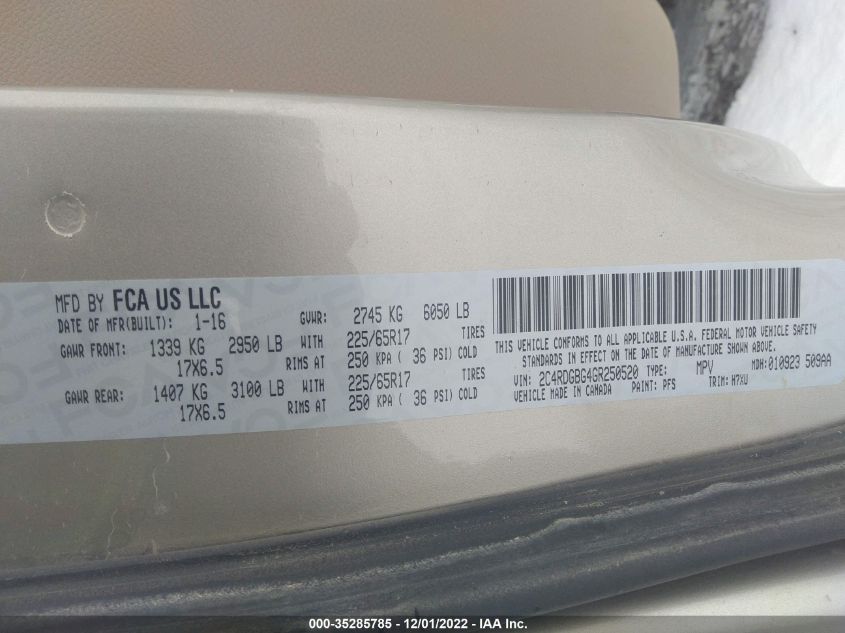 MFD BY FCA US LLC
DATE OF MFR(BUILT): 1-16 GVWR: 2745 KG 6050 LB
GAWR FRONT: 1339 KG 2950 LB WITH 225/65R17 TIRES
17X6.5 RIMS AT 250 KPA ( 36 PSI) COLD
GAWR REAR: 1407 KG 3100 LB WITH 225/65R17 TIRES
17X6.5 RIMS AT 250 KPA ( 36 PSI) COLD
THIS VEHICLE CONFORMS TO ALL APPLICABLE U.S.A. FEDERAL MOTOR VEHICLE SAFETY
STANDARDS IN EFFECT ON THE DATE OF MANUFACTURE SHOWN ABOVE.
VIN: 2C4RDGBG4GR250520 TYPE: MPV MDH:010923 509AA
VEHICLE MADE IN CANADA PAINT: PFS TRIM: H7XU
000-35285785 - 12/01/2022 - IAA Inc.